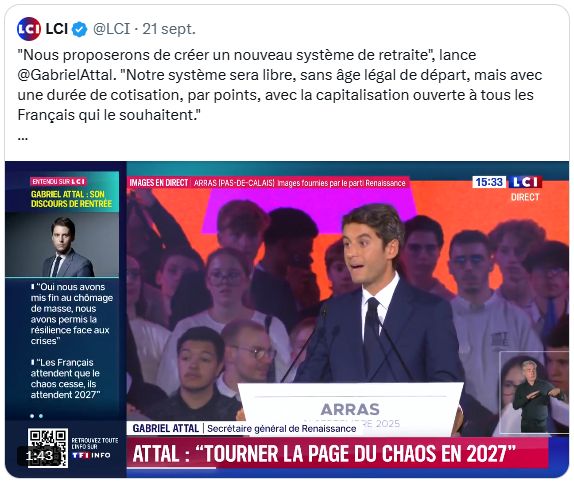 LCI LCI @LCI · 21 sept.
"Nous proposerons de créer un nouveau système de retraite", lance
@GabrielAttal. "Notre système sera libre, sans âge légal de départ, mais avec
une durée de cotisation, par points, avec la capitalisation ouverte à tous les
Français qui le souhaitent."
...
ENTENDU SUR LCI
GABRIEL ATTAL : SON
DISCOURS DE RENTRÉE
"Oui nous avons
mis fin au chômage
de masse, nous
avons permis la
résilience face aux
crises"
"Les Français
attendent que le
chaos cesse, ils
attendent 2027"
1:43
RETROUVEZ TOUTE
L'INFO SUR
TF1 INFO
IMAGES EN DIRECT | ARRAS (PAS-DE-CALAIS) Images fournies par le parti Renaissance
15:33 LCI
DIRECT
ARRAS
SEPTEMBRE 2025
GABRIEL ATTAL | Secrétaire général de Renaissance
ATTAL : “TOURNER LA PAGE DU CHAOS EN 2027”